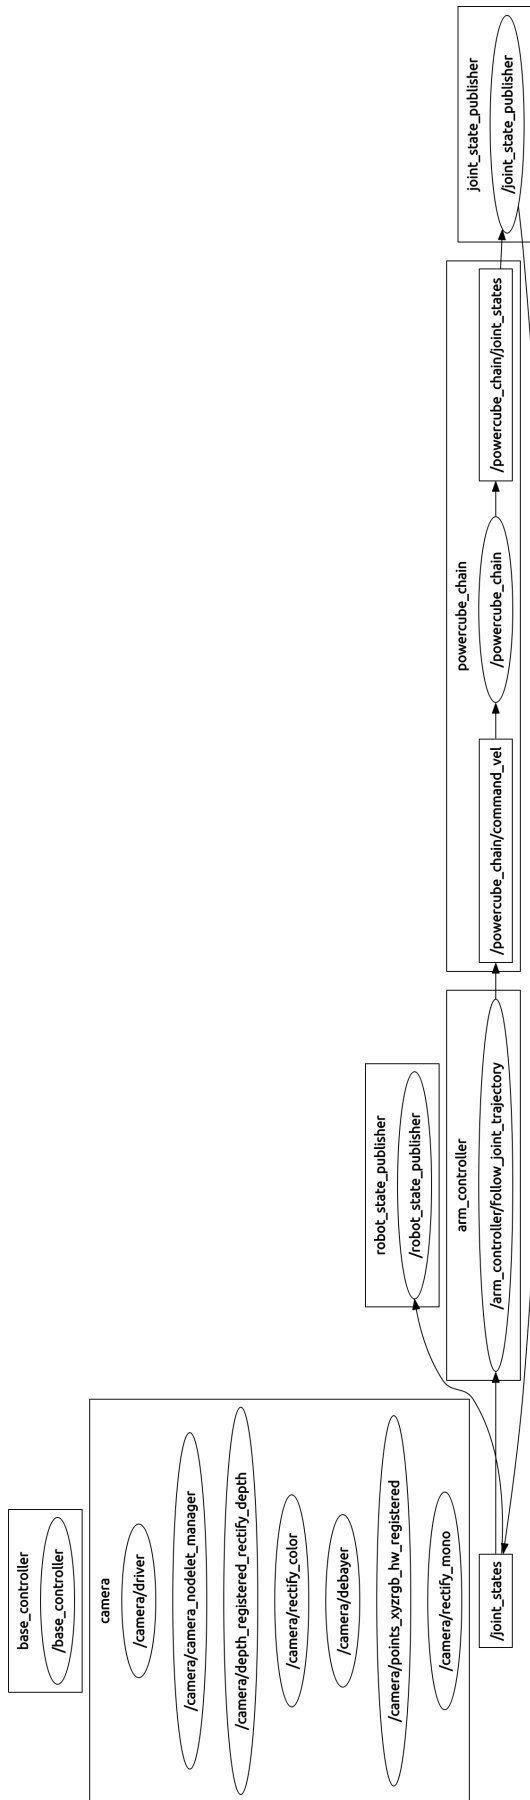 base_controller
/base_controller
camera
/camera/driver
/camera/camera_nodelet_manager
/camera/depth_registered_rectify_depth
/camera/rectify_color
/camera/debayer
/camera/points_xyzrgb_hw_registered
/camera/rectify_mono
/joint_states
robot_state_publisher
/robot_state_publisher
arm_controller
/arm_controller/follow_joint_trajectory
powercube_chain
/powercube_chain/command_vel
/powercube_chain
/powercube_chain/joint_states
joint_state_publisher
/joint_state_publisher